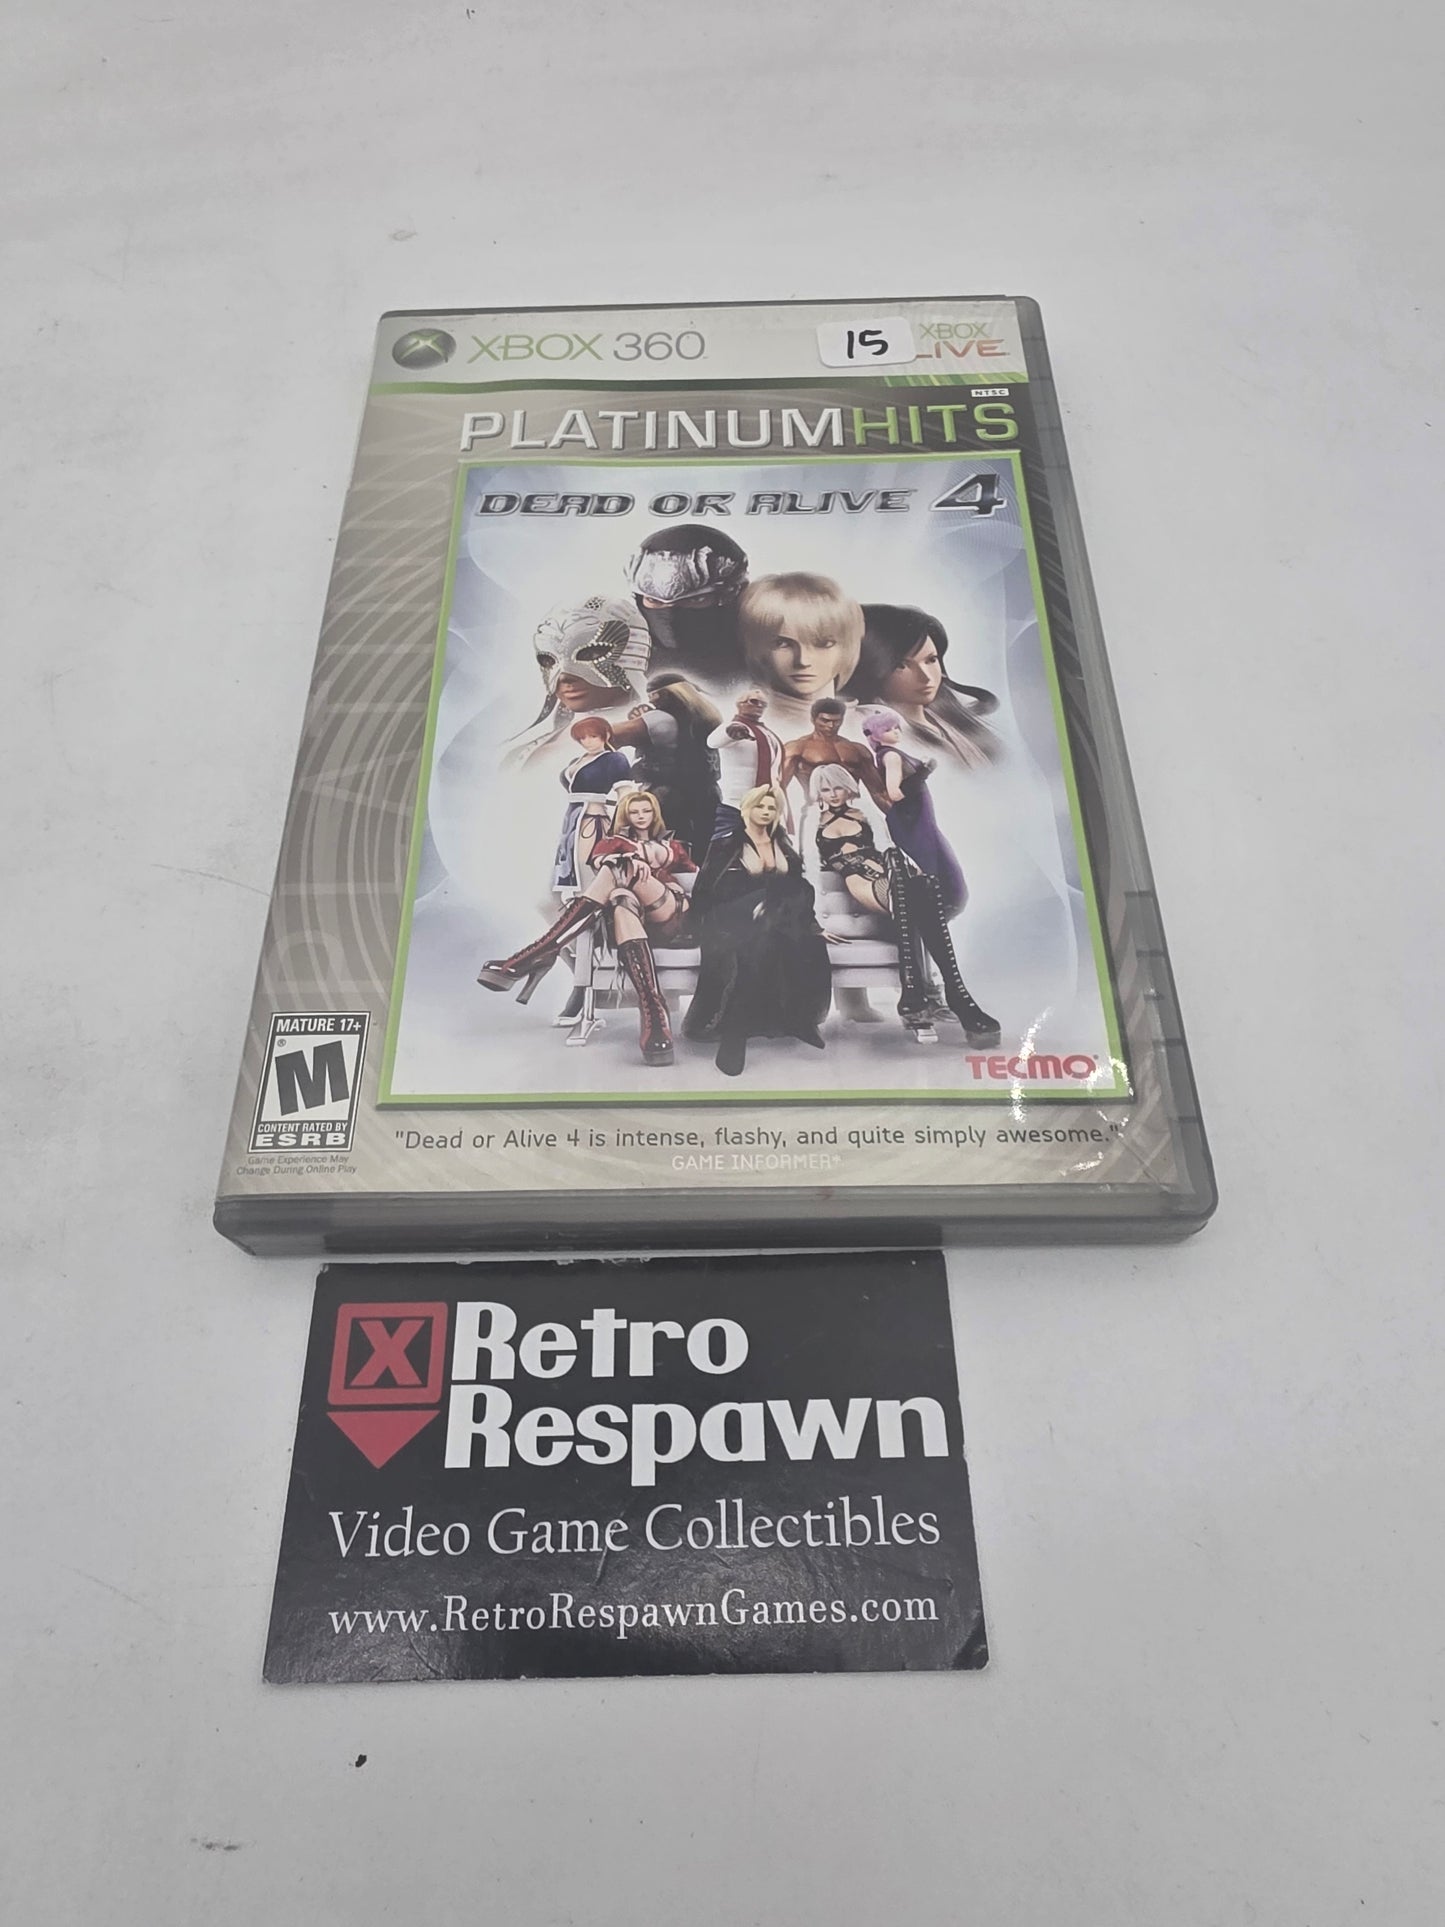 XBOX 360
15
XBOX
LIVE
NTSC
PLATINUM HITS
DEAD OR ALIVE 4
TECMO
MATURE 17+
M
®
CONTENT RATED BY
ESRB
Game Experience May
Change During Online Play
"Dead or Alive 4 is intense, flashy, and quite simply awesome."
GAME INFORMER*
X Retro
Respawn
Video Game Collectibles
www.RetroRespawnGames.com